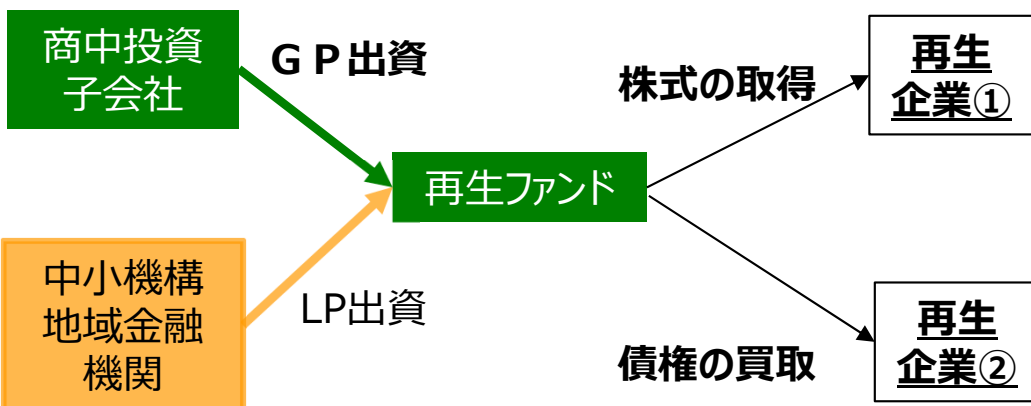 商中投資
子会社
ＧＰ出資
株式の取得
再生
企業①
再生ファンド
中小機構
地域金融
機関
LP出資
債権の買取
再生
企業②